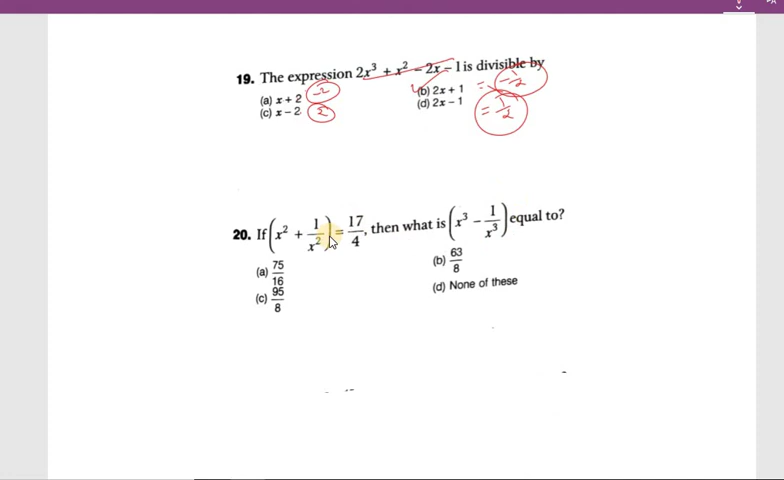 19. The expression 2x³ + x² − 2x − 1 is divisible by
(a) x + 2 −2 (b) 2x + 1 = −1/2
(c) x − 2 2 (d) 2x − 1 = 1/2
20. If (x² + 1/x²) = 17/4, then what is (x³ − 1/x³) equal to?
(a) 75/16 (b) 63/8
(c) 95/8 (d) None of these